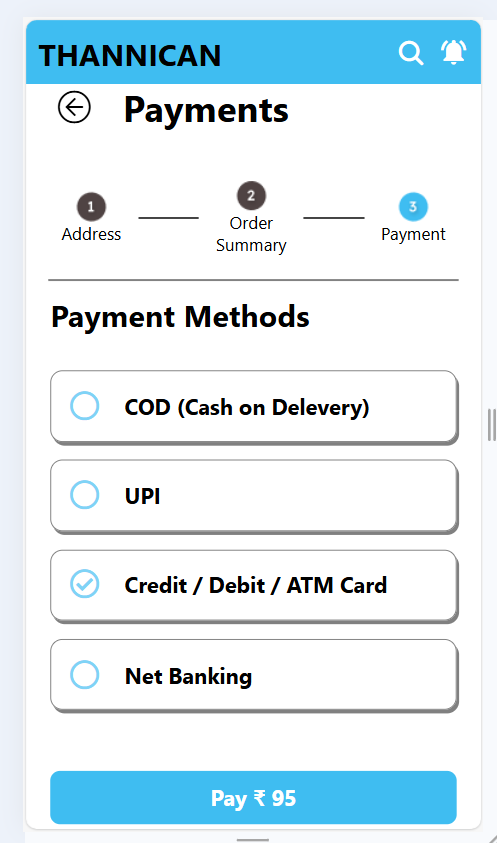 THANNICAN
Payments
1
Address
2
Order
Summary
3
Payment
Payment Methods
COD (Cash on Delevery)
UPI
Credit / Debit / ATM Card
Net Banking
Pay ₹ 95